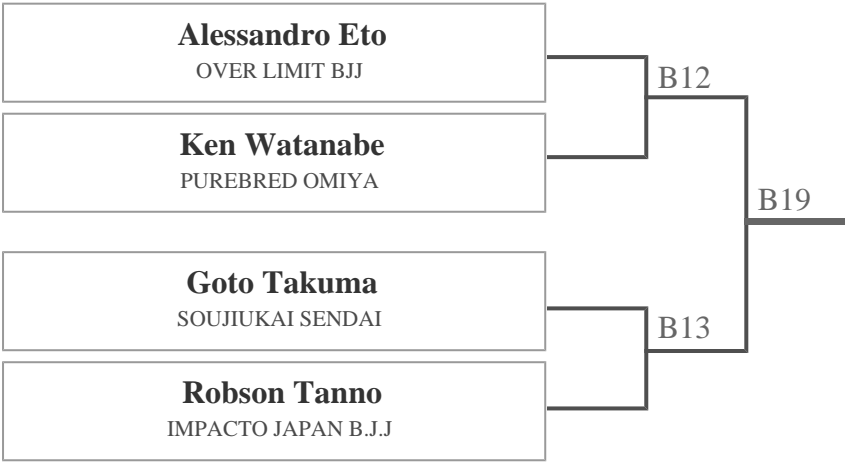 Alessandro Eto
OVER LIMIT BJJ
B12
Ken Watanabe
PUREBRED OMIYA
B19
Goto Takuma
SOUJIUKAI SENDAI
B13
Robson Tanno
IMPACTO JAPAN B.J.J